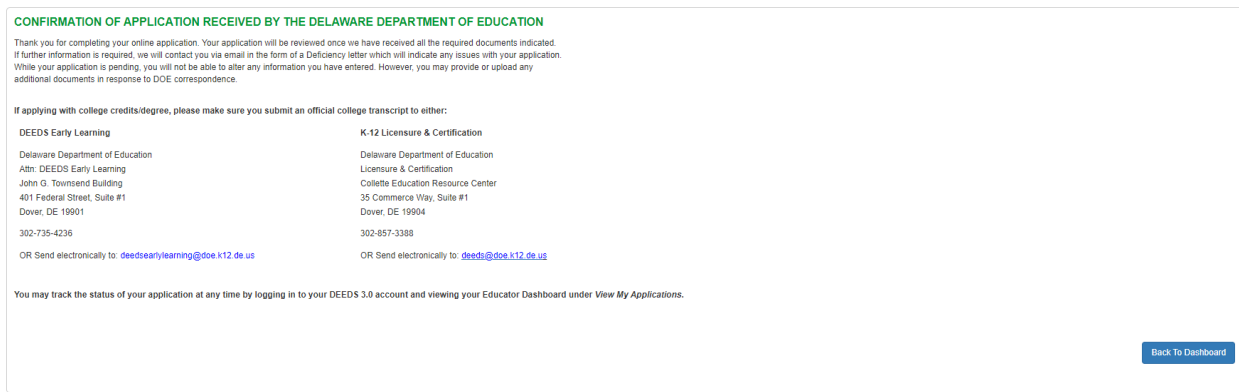 CONFIRMATION OF APPLICATION RECEIVED BY THE DELAWARE DEPARTMENT OF EDUCATION
Thank you for completing your online application. Your application will be reviewed once we have received all the required documents indicated.
If further information is required, we will contact you via email in the form of a Deficiency letter which will indicate any issues with your application.
While your application is pending, you will not be able to alter any information you have entered. However, you may provide or upload any
additional documents in response to DOE correspondence.
If applying with college credits/degree, please make sure you submit an official college transcript to either:
DEEDS Early Learning
Delaware Department of Education
Attn: DEEDS Early Learning
John G. Townsend Building
401 Federal Street, Suite #1
Dover, DE 19901
302-735-4236
OR Send electronically to: deedsearlylearning@doe.k12.de.us
K-12 Licensure & Certification
Delaware Department of Education
Licensure & Certification
Collette Education Resource Center
35 Commerce Way, Suite #1
Dover, DE 19904
302-857-3388
OR Send electronically to: deeds@doe.k12.de.us
You may track the status of your application at any time by logging in to your DEEDS 3.0 account and viewing your Educator Dashboard under View My Applications.
Back To Dashboard